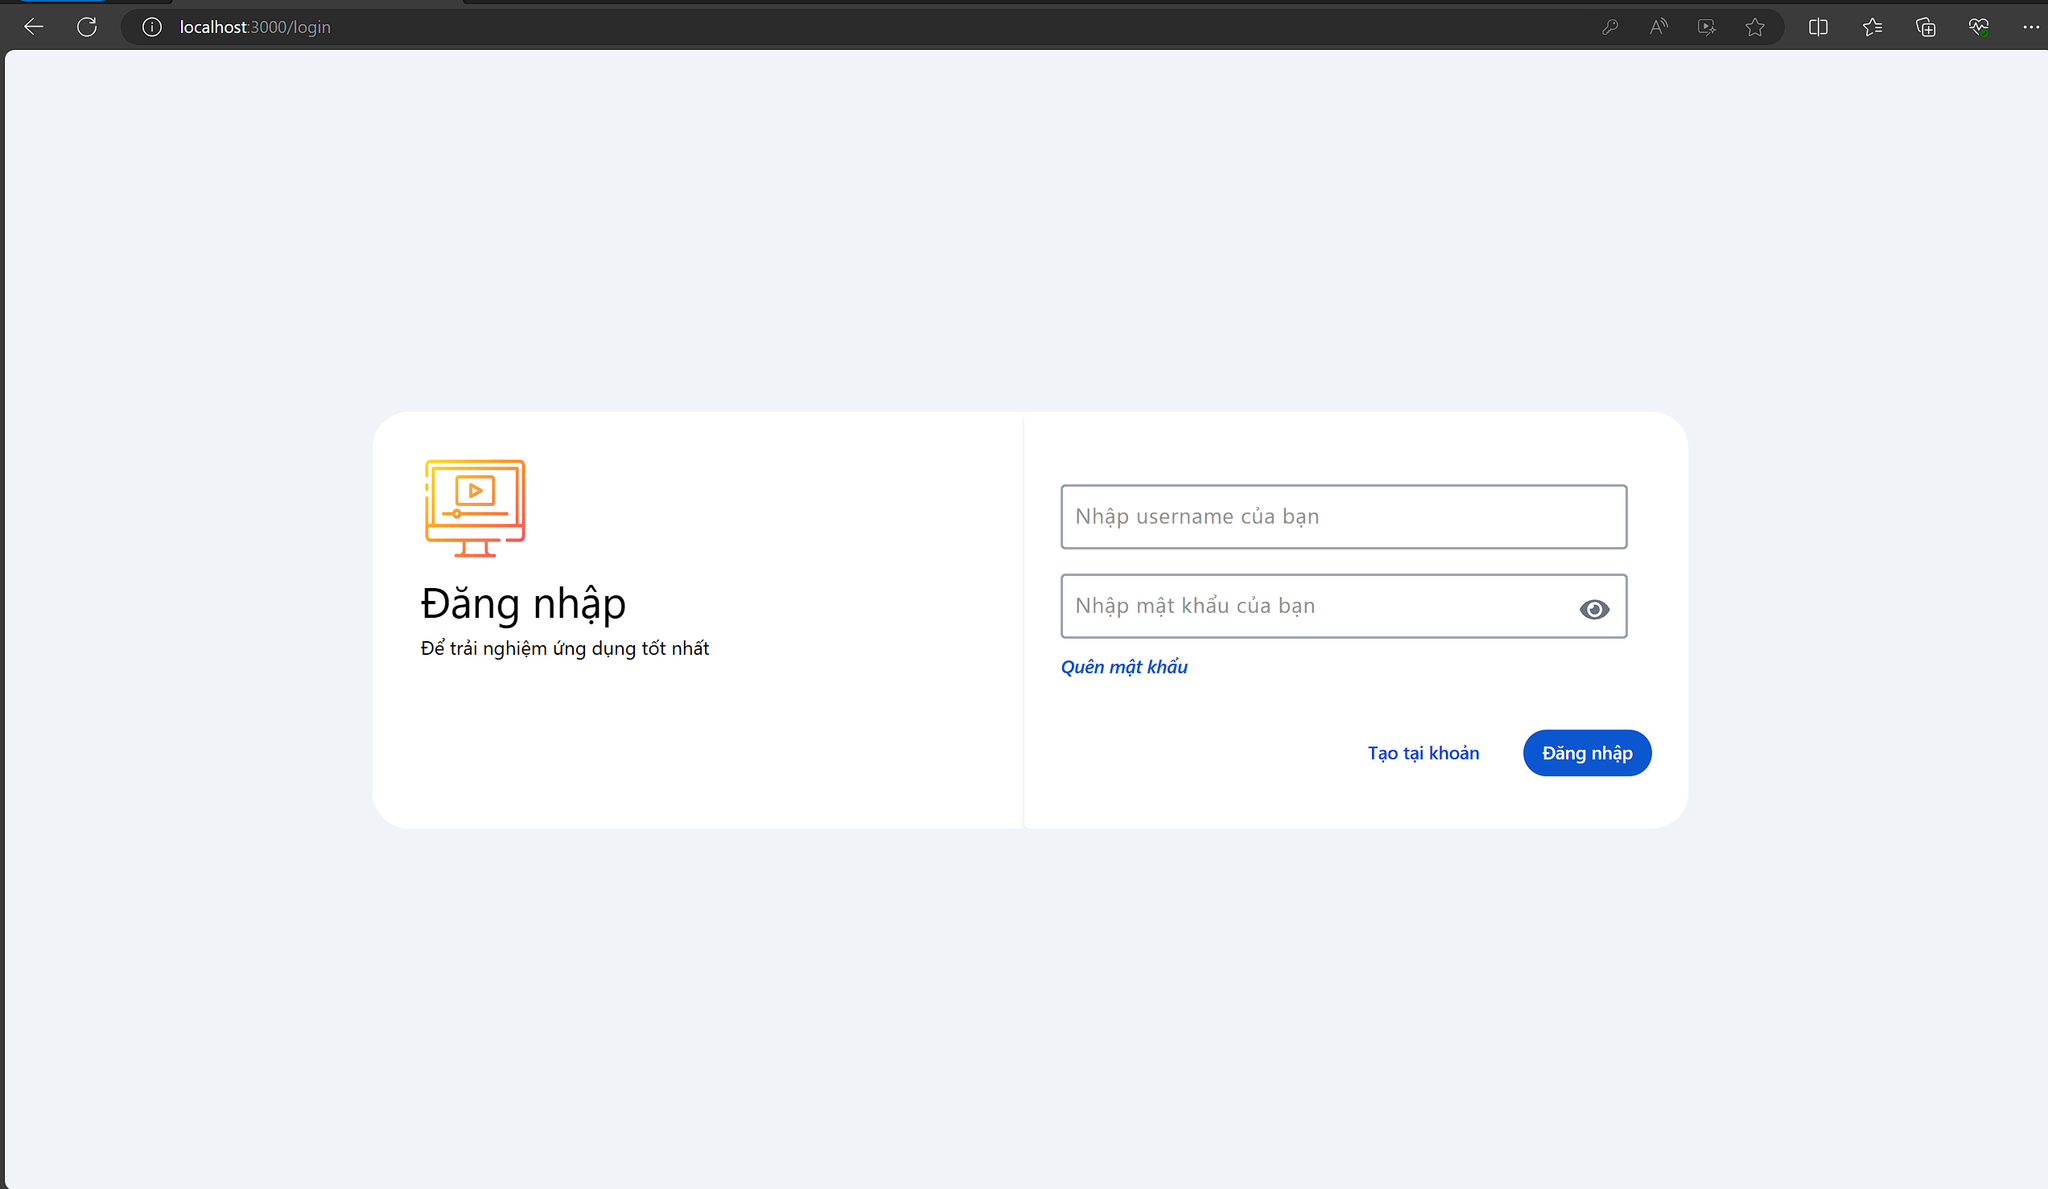 localhost:3000/login
Đăng nhập
Để trải nghiệm ứng dụng tốt nhất
Nhập username của bạn
Nhập mật khẩu của bạn
Quên mật khẩu
Tạo tại khoản
Đăng nhập